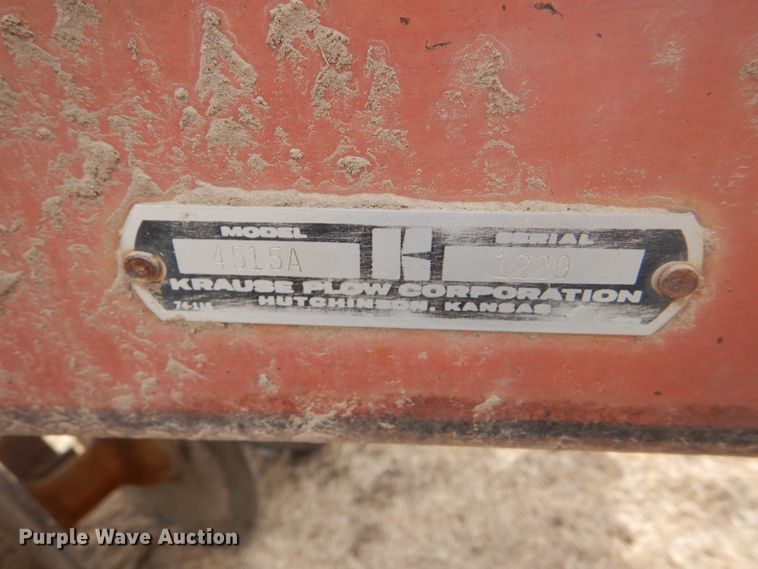 MODEL SERIAL
4515A K 1229
KRAUSE PLOW CORPORATION
HUTCHINSON, KANSAS
Purple Wave Auction